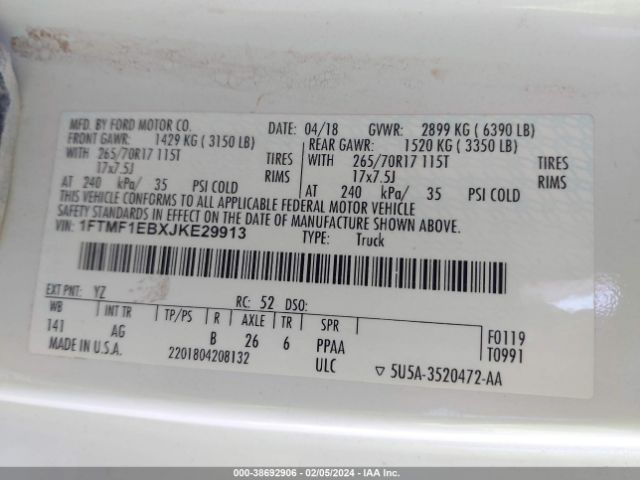 MFD. BY FORD MOTOR CO. DATE: 04/18 GVWR: 2899 KG ( 6390 LB)
FRONT GAWR: 1429 KG ( 3150 LB) REAR GAWR: 1520 KG ( 3350 LB)
WITH 265/70R17 115T TIRES WITH 265/70R17 115T TIRES
17x7.5J RIMS 17x7.5J RIMS
AT 240 kPa/ 35 PSI COLD AT 240 kPa/ 35 PSI COLD
THIS VEHICLE CONFORMS TO ALL APPLICABLE FEDERAL MOTOR VEHICLE
SAFETY STANDARDS IN EFFECT ON THE DATE OF MANUFACTURE SHOWN ABOVE.
VIN: 1FTMF1EBXJKE29913 TYPE: Truck
EXT PNT: YZ RC: 52 DSO:
WB INT TR TP/PS R AXLE TR SPR F0119
141 AG B 26 6 PPAA T0991
MADE IN U.S.A. 2201804208132 ULC ▽ 5U5A-3520472-AA
000-38692906 - 02/05/2024 - IAA Inc.